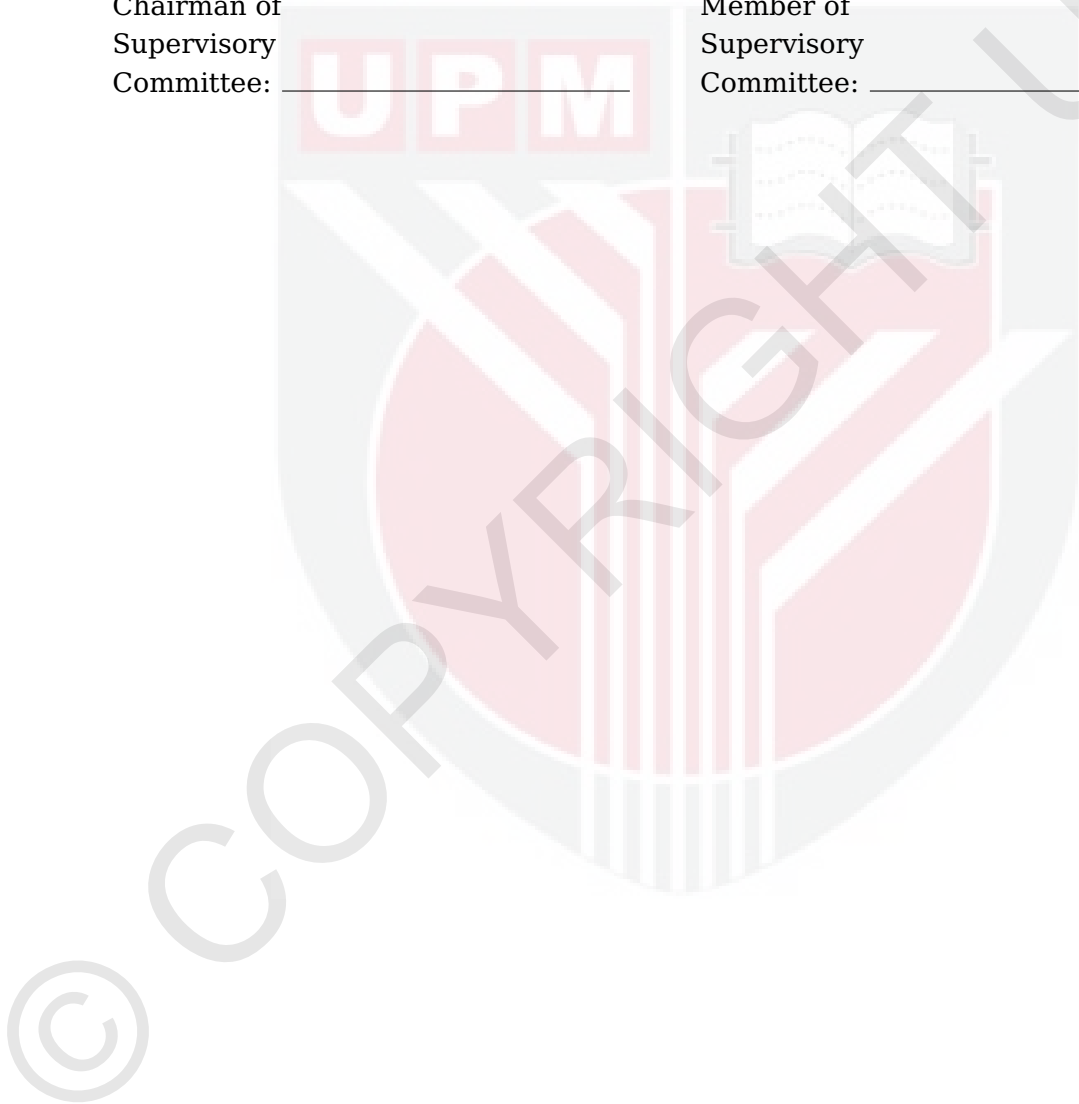 Chairman of
Supervisory
Committee:
Member of
Supervisory
Committee:
UPM
© COPYRIGHT U